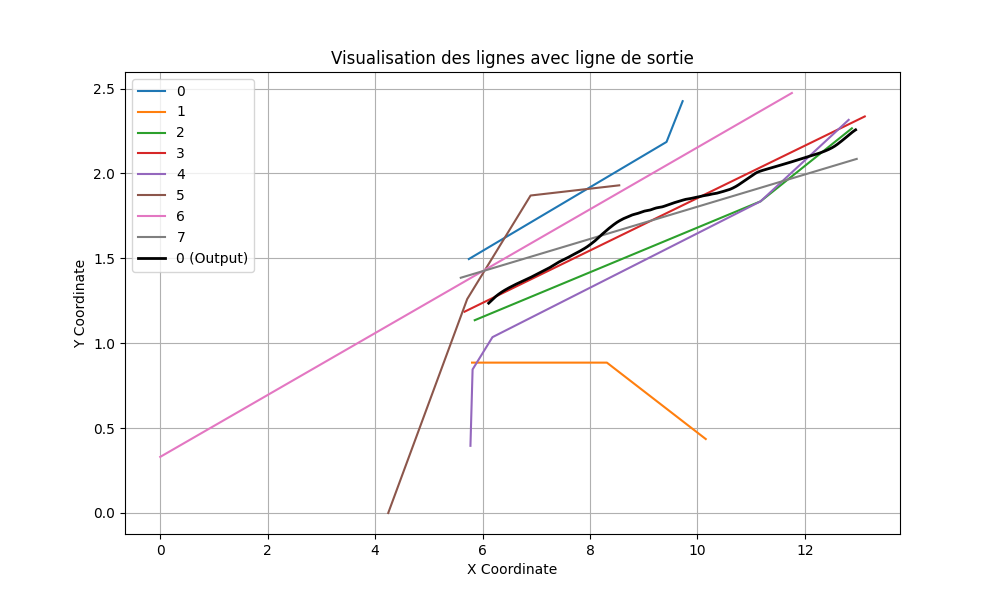 Visualisation des lignes avec ligne de sortie
0
1
2
3
4
5
6
7
0 (Output)
2.5
2.0
1.5
1.0
0.5
0.0
Y Coordinate
0 2 4 6 8 10 12
X Coordinate